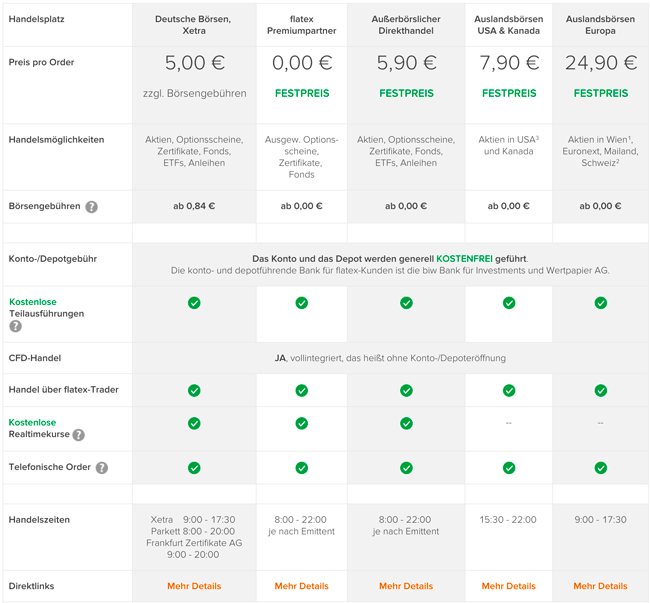 Handelsplatz
Deutsche Börsen,
Xetra
flatex
Premiumpartner
Außerbörslicher
Direkthandel
Auslandsbörsen
USA & Kanada
Auslandsbörsen
Europa
Preis pro Order
5,00 €
zzgl. Börsengebühren
0,00 €
FESTPREIS
5,90 €
FESTPREIS
7,90 €
FESTPREIS
24,90 €
FESTPREIS
Handelsmöglichkeiten
Aktien, Optionsscheine,
Zertifikate, Fonds,
ETFs, Anleihen
Ausgew. Options-
scheine,
Zertifikate,
Fonds
Aktien, Optionsscheine,
Zertifikate, Fonds,
ETFs, Anleihen
Aktien in USA³
und Kanada
Aktien in Wien¹,
Euronext, Mailand,
Schweiz²
Börsengebühren ?
ab 0,84 €
ab 0,00 €
ab 0,00 €
ab 0,00 €
ab 0,00 €
Konto-/Depotgebühr
Das Konto und das Depot werden generell KOSTENFREI geführt.
Die konto- und depotführende Bank für flatex-Kunden ist die biw Bank für Investments und Wertpapier AG.
Kostenlose
Teilausführungen
?
CFD-Handel
JA, vollintegriert, das heißt ohne Konto-/Depoteröffnung
Handel über flatex-Trader
Kostenlose
Realtimekurse ?
--
--
Telefonische Order ?
Handelszeiten
Xetra 9:00 - 17:30
Parkett 8:00 - 20:00
Frankfurt Zertifikate AG
9:00 - 20:00
8:00 - 22:00
je nach Emittent
8:00 - 22:00
je nach Emittent
15:30 - 22:00
9:00 - 17:30
Direktlinks
Mehr Details
Mehr Details
Mehr Details
Mehr Details
Mehr Details